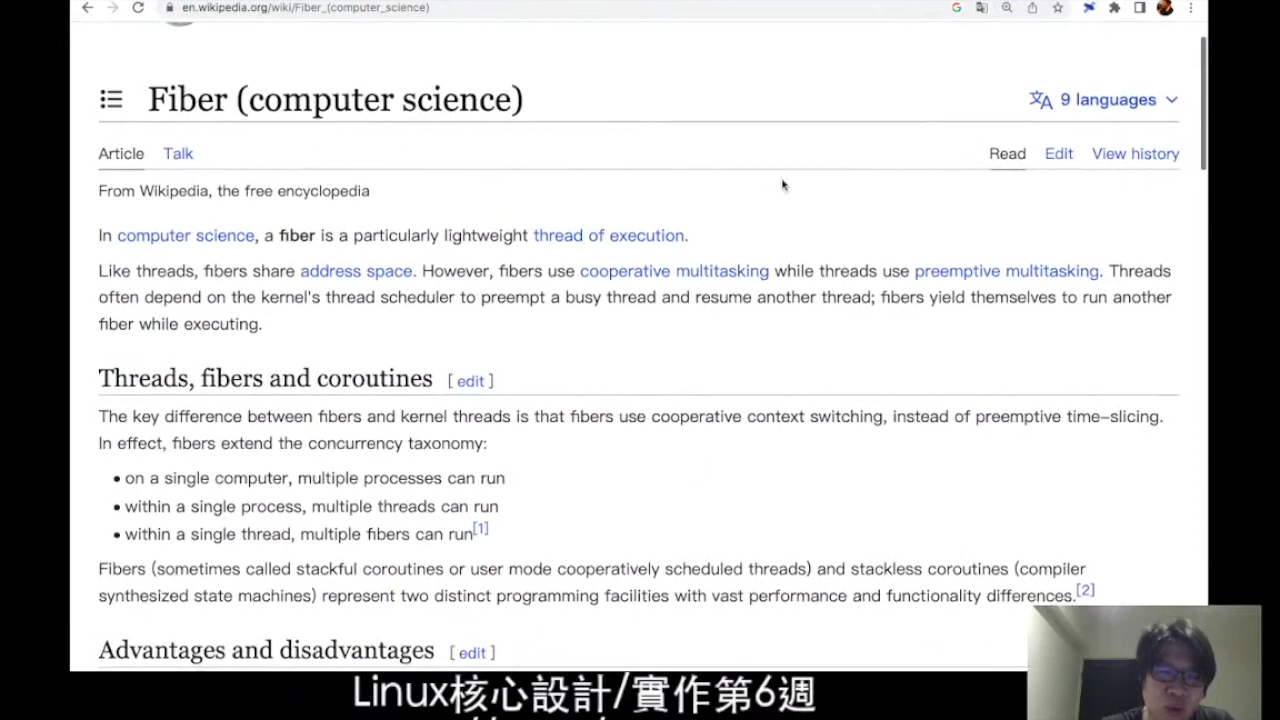 en.wikipedia.org/wiki/Fiber_(computer_science)
Fiber (computer science)
9 languages
Article Talk
Read Edit View history
From Wikipedia, the free encyclopedia
In computer science, a fiber is a particularly lightweight thread of execution.
Like threads, fibers share address space. However, fibers use cooperative multitasking while threads use preemptive multitasking. Threads
often depend on the kernel's thread scheduler to preempt a busy thread and resume another thread; fibers yield themselves to run another
fiber while executing.
Threads, fibers and coroutines [ edit ]
The key difference between fibers and kernel threads is that fibers use cooperative context switching, instead of preemptive time-slicing.
In effect, fibers extend the concurrency taxonomy:
• on a single computer, multiple processes can run
• within a single process, multiple threads can run
• within a single thread, multiple fibers can run[1]
Fibers (sometimes called stackful coroutines or user mode cooperatively scheduled threads) and stackless coroutines (compiler
synthesized state machines) represent two distinct programming facilities with vast performance and functionality differences.[2]
Advantages and disadvantages [ edit ]
Linux核心設計/實作第6週